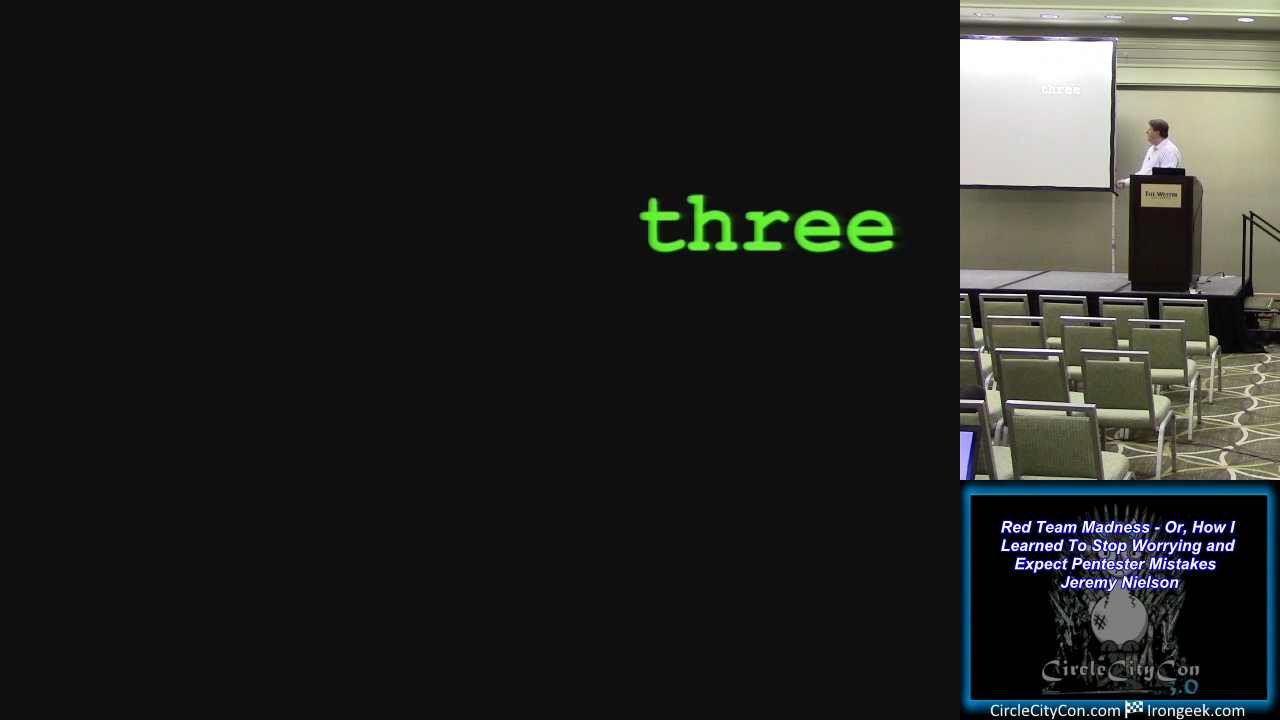 three
three
THE WESTIN
Red Team Madness - Or, How I
Learned To Stop Worrying and
Expect Pentester Mistakes
Jeremy Nielson
CircleCityCon
3.0
CircleCityCon.com Irongeek.com